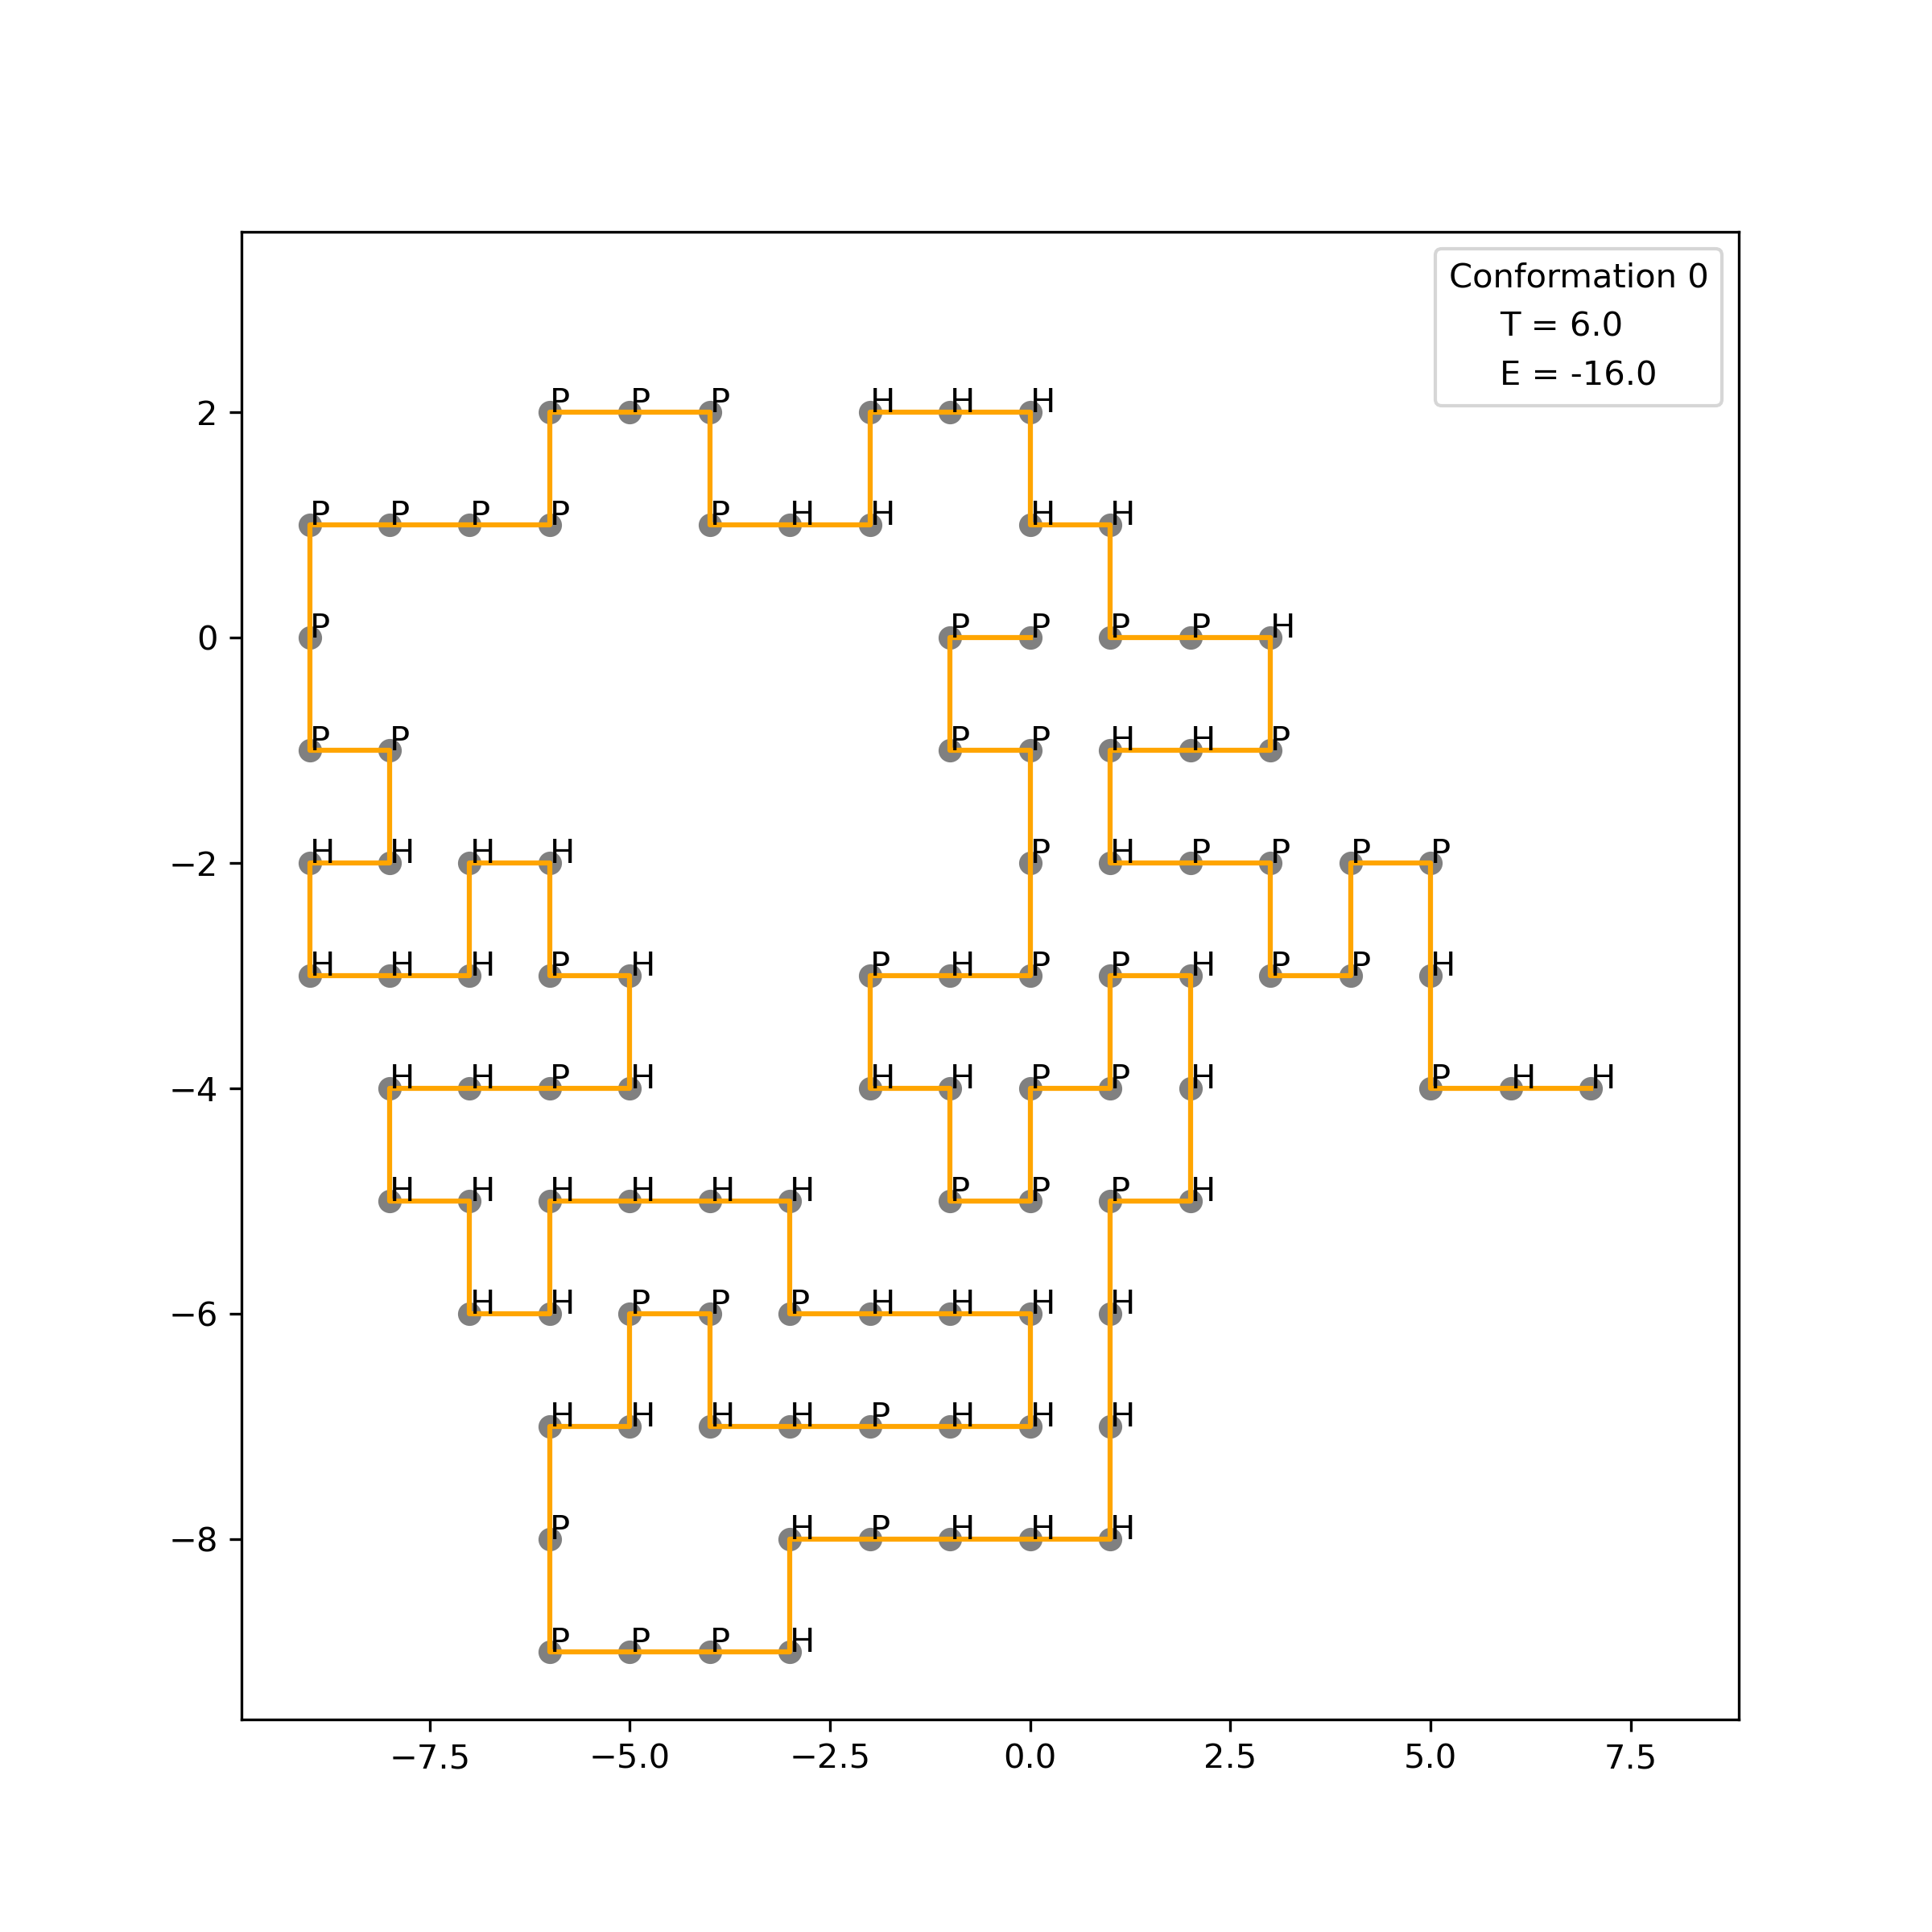 Conformation 0
T = 6.0
E = -16.0
P P P H H H
2
P P P P P H H H H
P P P P P H
0
P P P P H H P
H H H H P H P P P P
−2
H H H P H P H P P H P P H
H H P H H H P P H P H H
−4
H H H H H H P P P H
H H P P P H H H H
−6
H H H H P H H H
P H P H H H
−8
P P P H
−7.5 −5.0 −2.5 0.0 2.5 5.0 7.5